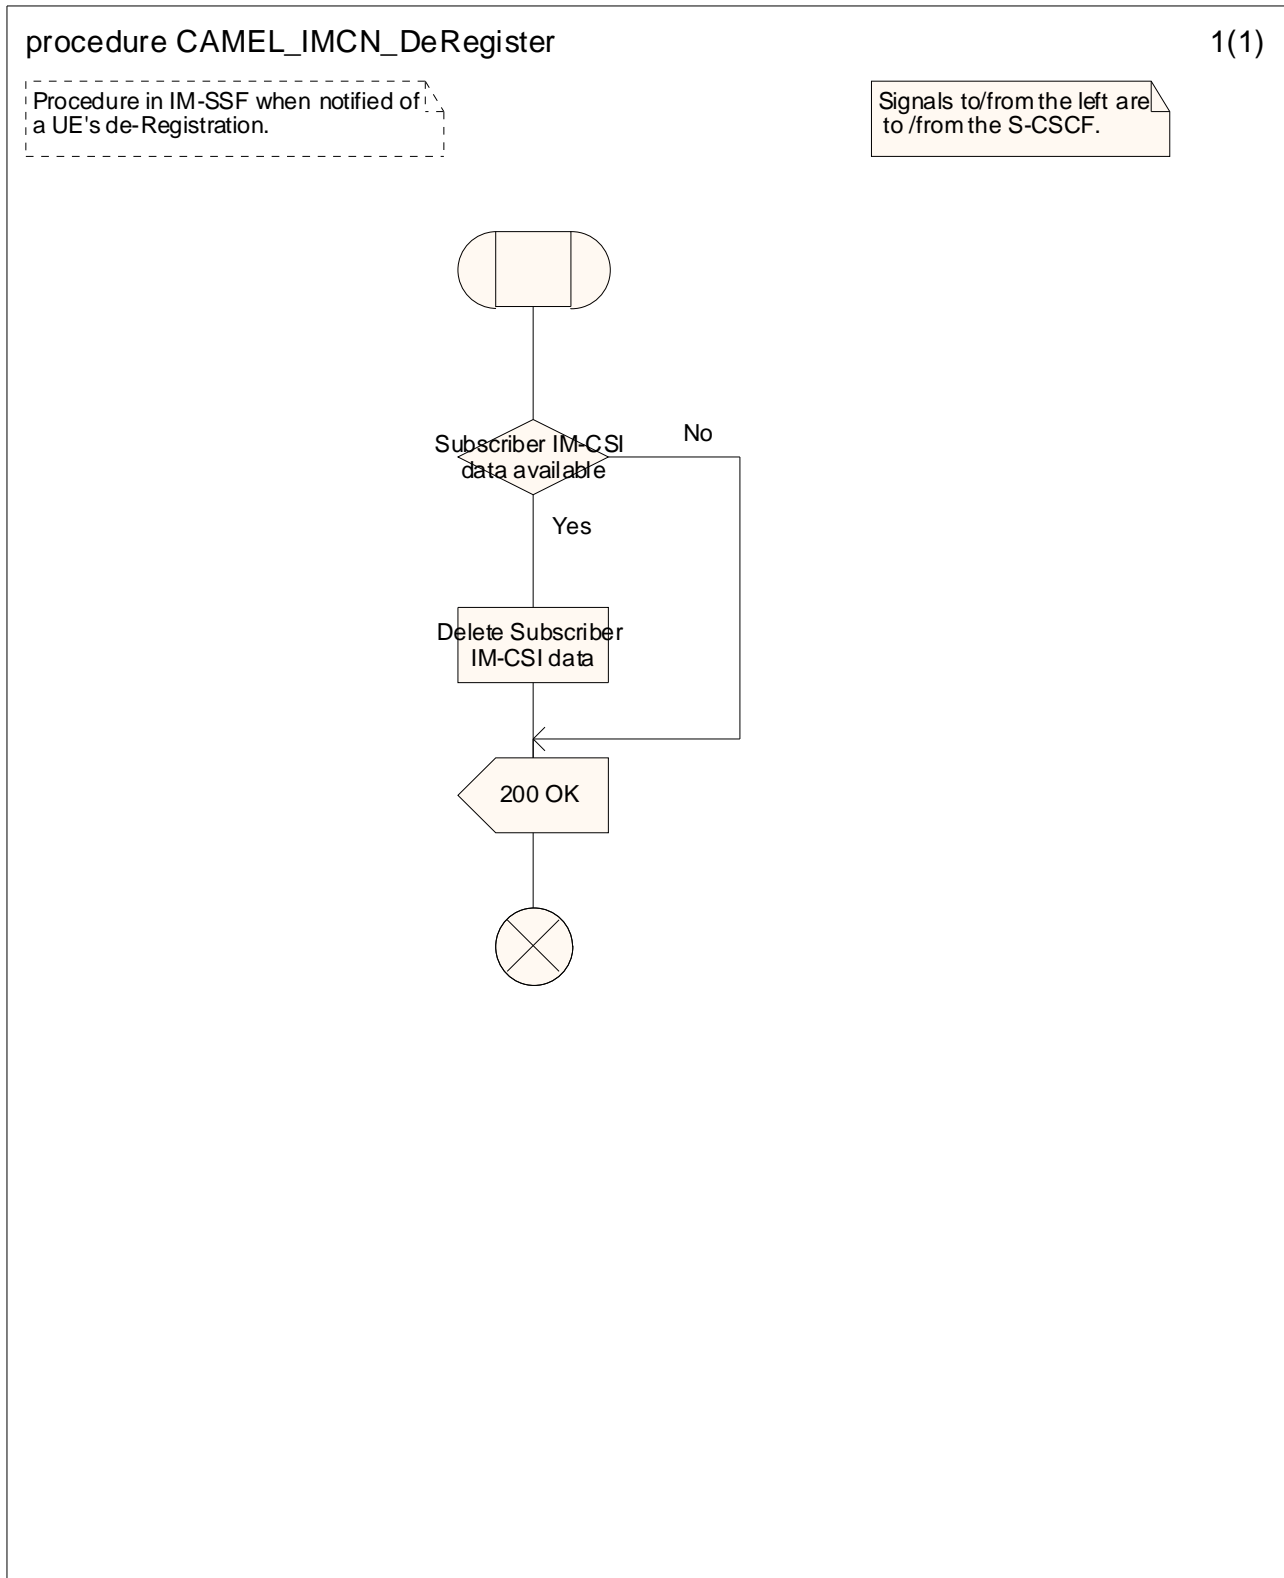 procedure CAMEL_IMCN_DeRegister
1(1)
Procedure in IM-SSF when notified of
a UE's de-Registration.
Signals to/from the left are
to /from the S-CSCF.
Subscriber IM-CSI
data available
No
Yes
Delete Subscriber
IM-CSI data
200 OK